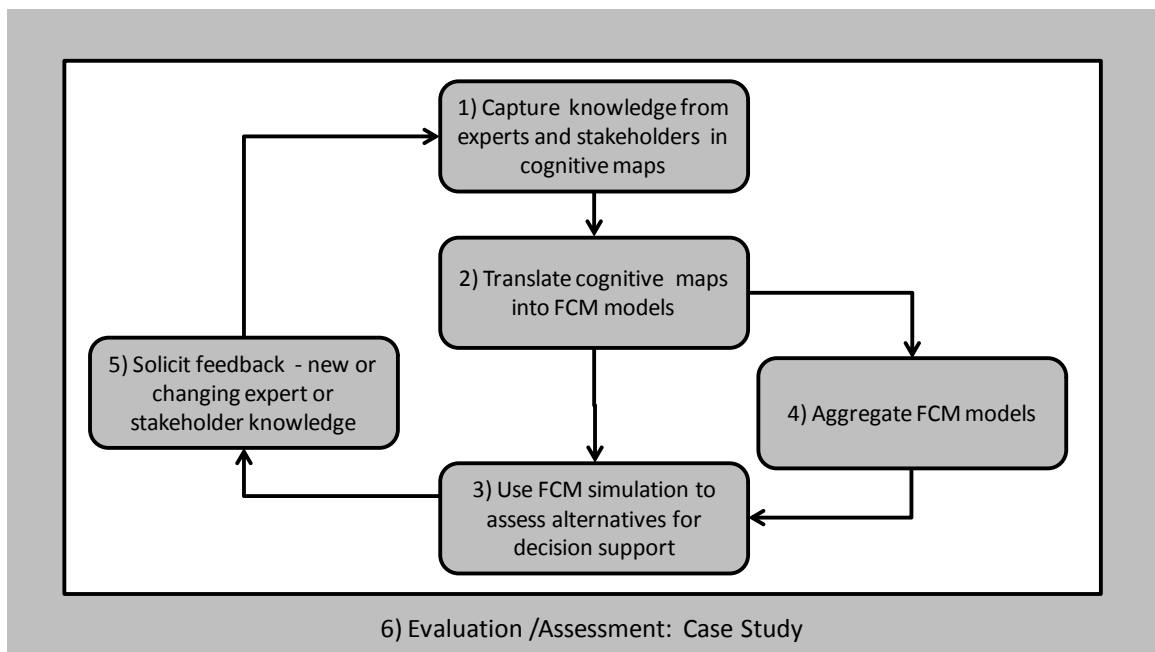 1) Capture knowledge from
experts and stakeholders in
cognitive maps
2) Translate cognitive maps
into FCM models
5) Solicit feedback - new or
changing expert or
stakeholder knowledge
4) Aggregate FCM models
3) Use FCM simulation to
assess alternatives for
decision support
6) Evaluation /Assessment: Case Study